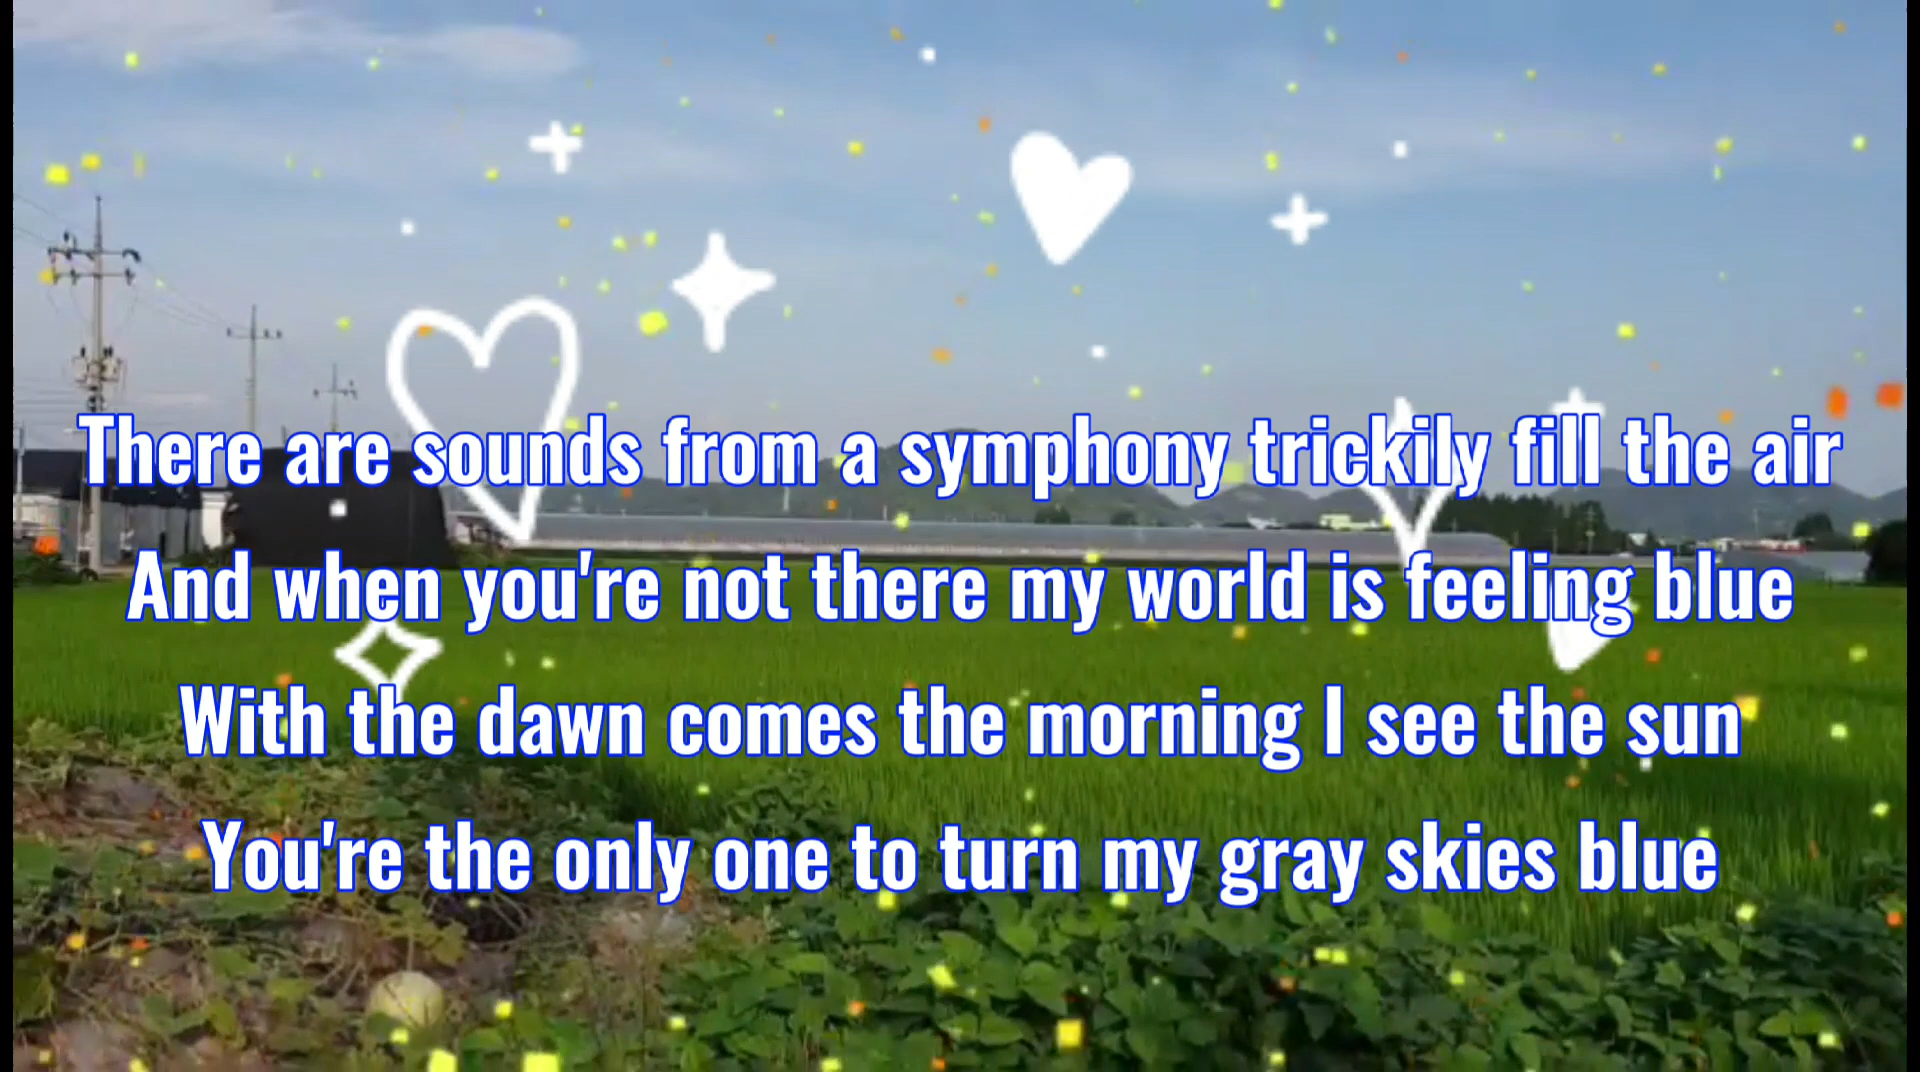 There are sounds from a symphony trickily fill the air
And when you're not there my world is feeling blue
With the dawn comes the morning I see the sun
You're the only one to turn my gray skies blue